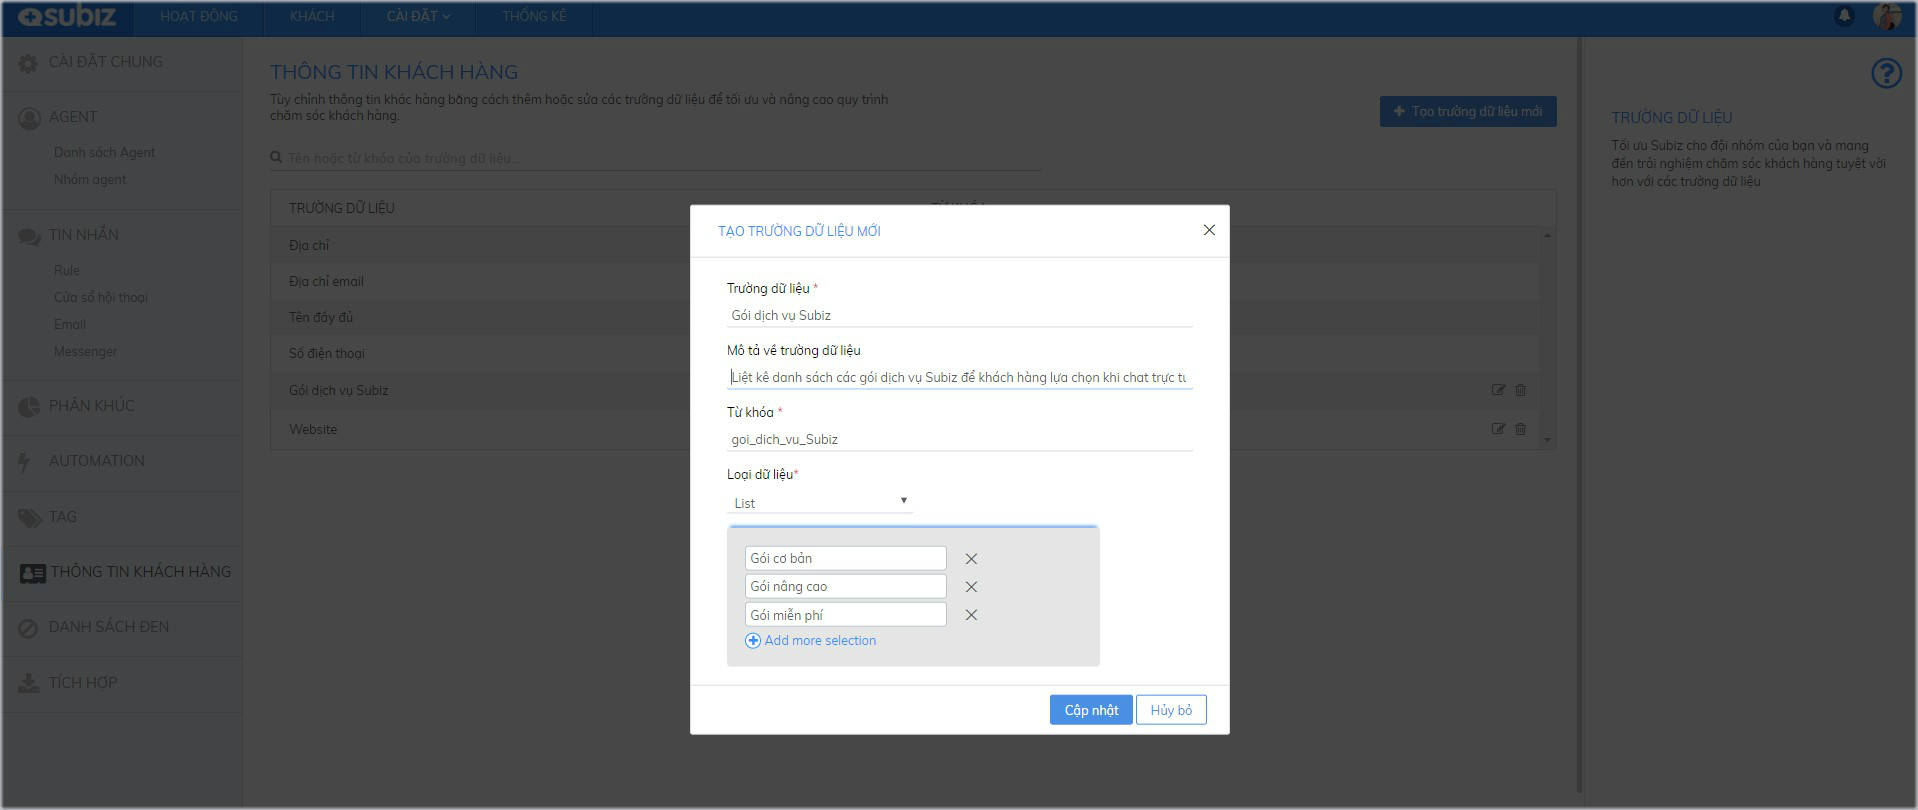 subiz
HOẠT ĐỘNG
KHÁCH
CÀI ĐẶT
THỐNG KÊ
CÀI ĐẶT CHUNG
AGENT
Danh sách Agent
Nhóm agent
TIN NHẮN
Rule
Cửa sổ hội thoại
Email
Messenger
PHÂN KHÚC
AUTOMATION
TAG
THÔNG TIN KHÁCH HÀNG
DANH SÁCH ĐEN
TÍCH HỢP
THÔNG TIN KHÁCH HÀNG
Tùy chỉnh thông tin khác hàng bằng cách thêm hoặc sửa các trường dữ liệu để tối ưu và nâng cao quy trình
chăm sóc khách hàng.
Tạo trường dữ liệu mới
Tên hoặc từ khóa của trường dữ liệu...
TRƯỜNG DỮ LIỆU
Địa chỉ
Địa chỉ email
Tên đầy đủ
Số điện thoại
Gói dịch vụ Subiz
Website
TẠO TRƯỜNG DỮ LIỆU MỚI
Trường dữ liệu *
Gói dịch vụ Subiz
Mô tả về trường dữ liệu
Liệt kê danh sách các gói dịch vụ Subiz để khách hàng lựa chọn khi chat trực tu
Từ khóa *
goi_dich_vu_Subiz
Loại dữ liệu*
List
Gói cơ bản
Gói nâng cao
Gói miễn phí
Add more selection
Cập nhật
Hủy bỏ
TRƯỜNG DỮ LIỆU
Tối ưu Subiz cho đội nhóm của bạn và mang
đến trải nghiệm chăm sóc khách hàng tuyệt vời
hơn với các trường dữ liệu